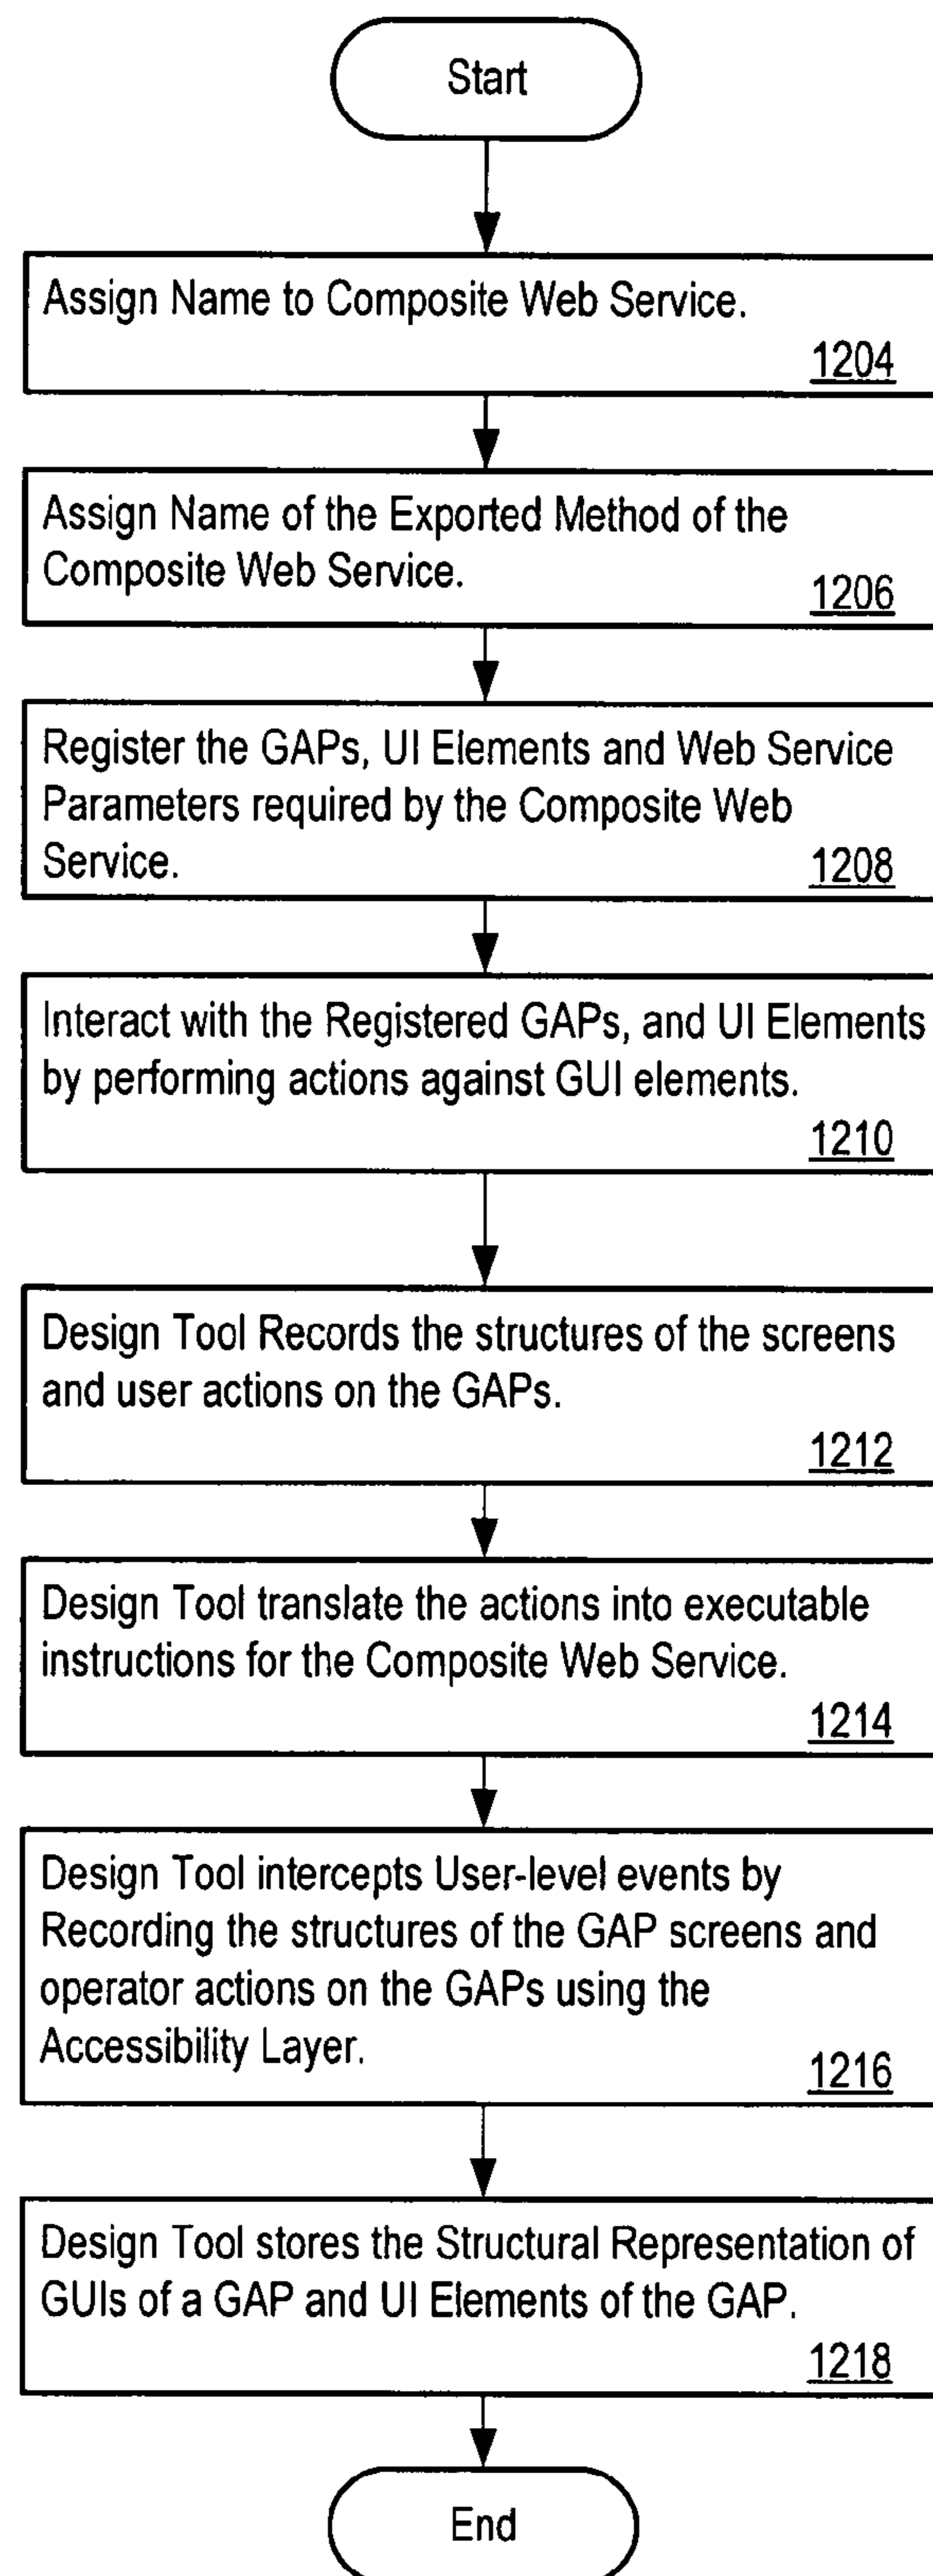 Start
Assign Name to Composite Web Service.
1204
Assign Name of the Exported Method of the
Composite Web Service.
1206
Register the GAPs, UI Elements and Web Service
Parameters required by the Composite Web
Service.
1208
Interact with the Registered GAPs, and UI Elements
by performing actions against GUI elements.
1210
Design Tool Records the structures of the screens
and user actions on the GAPs.
1212
Design Tool translate the actions into executable
instructions for the Composite Web Service.
1214
Design Tool intercepts User-level events by
Recording the structures of the GAP screens and
operator actions on the GAPs using the
Accessibility Layer.
1216
Design Tool stores the Structural Representation of
GUIs of a GAP and UI Elements of the GAP.
1218
End